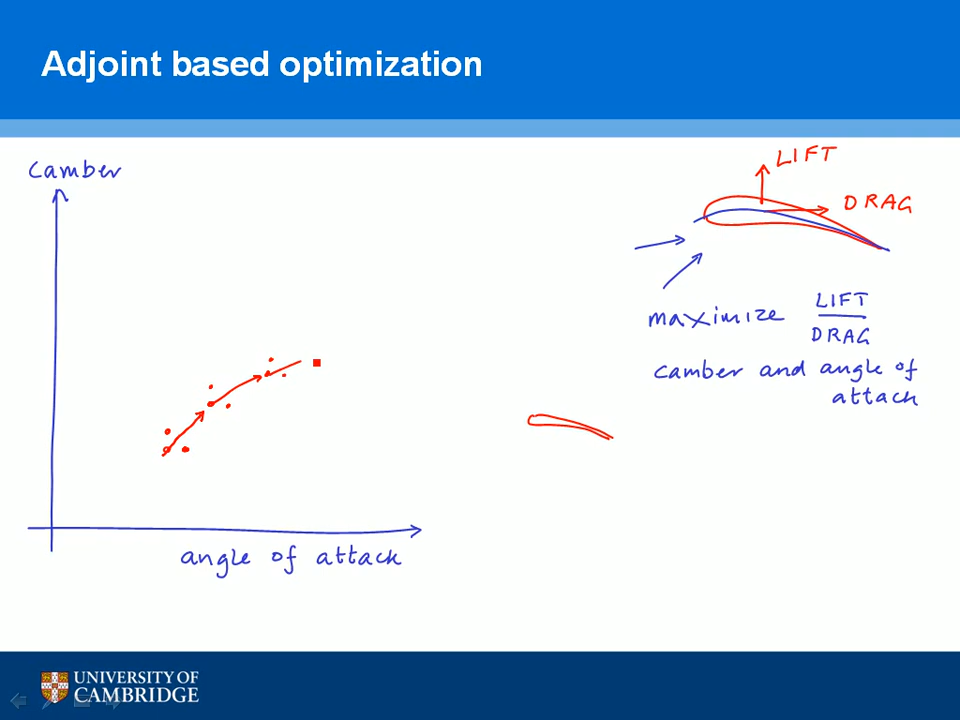 Adjoint based optimization
Camber
LIFT
DRAG
maximize LIFT
DRAG
camber and angle of
attack
angle of attack
UNIVERSITY OF
CAMBRIDGE